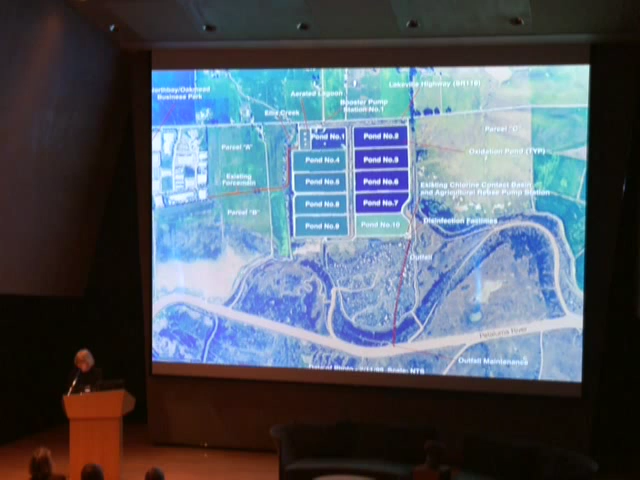 Lakeville Highway (SR116)
Northbay/Oakmead
Business Park
Aerated Lagoon
Booster Pump
Station No.1
Ellis Creek
Parcel "C"
Pond No.1
Pond No.2
Parcel "A"
Oxidation Pond (TYP)
Pond No.4
Pond No.3
Existing
Forcemain
Pond No.5
Pond No.6
Existing Chlorine Contact Basin
and Agricultural Reuse Pump Station
Parcel "B"
Pond No.8
Pond No.7
Pond No.9
Pond No.10
Disinfection Facilities
Outfall
Petaluma River
Outfall Maintenance
Scale: NTS